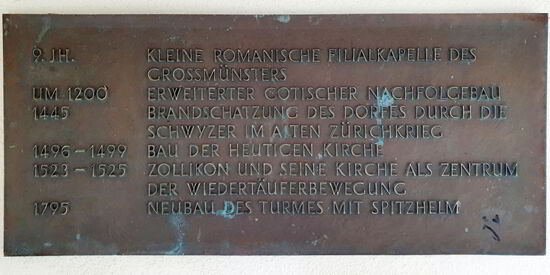 9. JH. KLEINE ROMANISCHE FILIALKAPELLE DES
GROSSMÜNSTERS
UM 1200 ERWEITERTER GOTISCHER NACHFOLGEBAU
1445 BRANDSCHATZUNG DES DORFES DURCH DIE
SCHWYZER IM ALTEN ZÜRICHKRIEG
1496–1499 BAU DER HEUTIGEN KIRCHE
1523–1525 ZOLLIKON UND SEINE KIRCHE ALS ZENTRUM
DER WIEDERTÄUFERBEWEGUNG
1795 NEUBAU DES TURMES MIT SPITZHELM